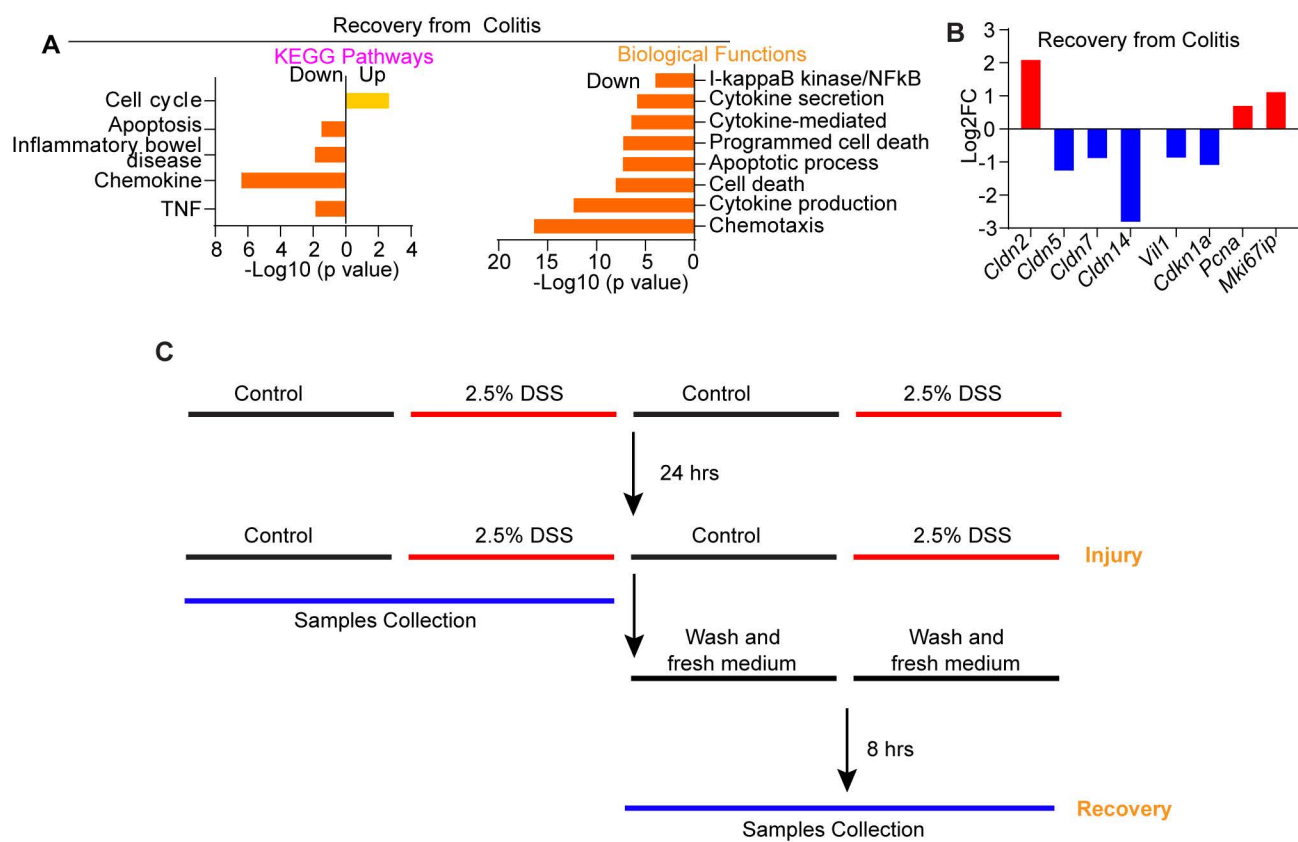 Recovery from Colitis
A
KEGG Pathways
Down Up
Cell cycle
Apoptosis
Inflammatory bowel
disease
Chemokine
TNF
8 6 4 2 0 2 4
-Log10 (p value)
Biological Functions
Down
I-kappaB kinase/NFkB
Cytokine secretion
Cytokine-mediated
Programmed cell death
Apoptotic process
Cell death
Cytokine production
Chemotaxis
20 15 10 5 0
-Log10 (p value)
B
Recovery from Colitis
Log2FC
3
2
1
0
-1
-2
-3
Cldn2
Cldn5
Cldn7
Cldn14
Vil1
Cdkn1a
Pcna
Mki67ip
C
Control 2.5% DSS Control 2.5% DSS
24 hrs
Control 2.5% DSS Control 2.5% DSS
Injury
Samples Collection
Wash and Wash and
fresh medium fresh medium
8 hrs
Recovery
Samples Collection